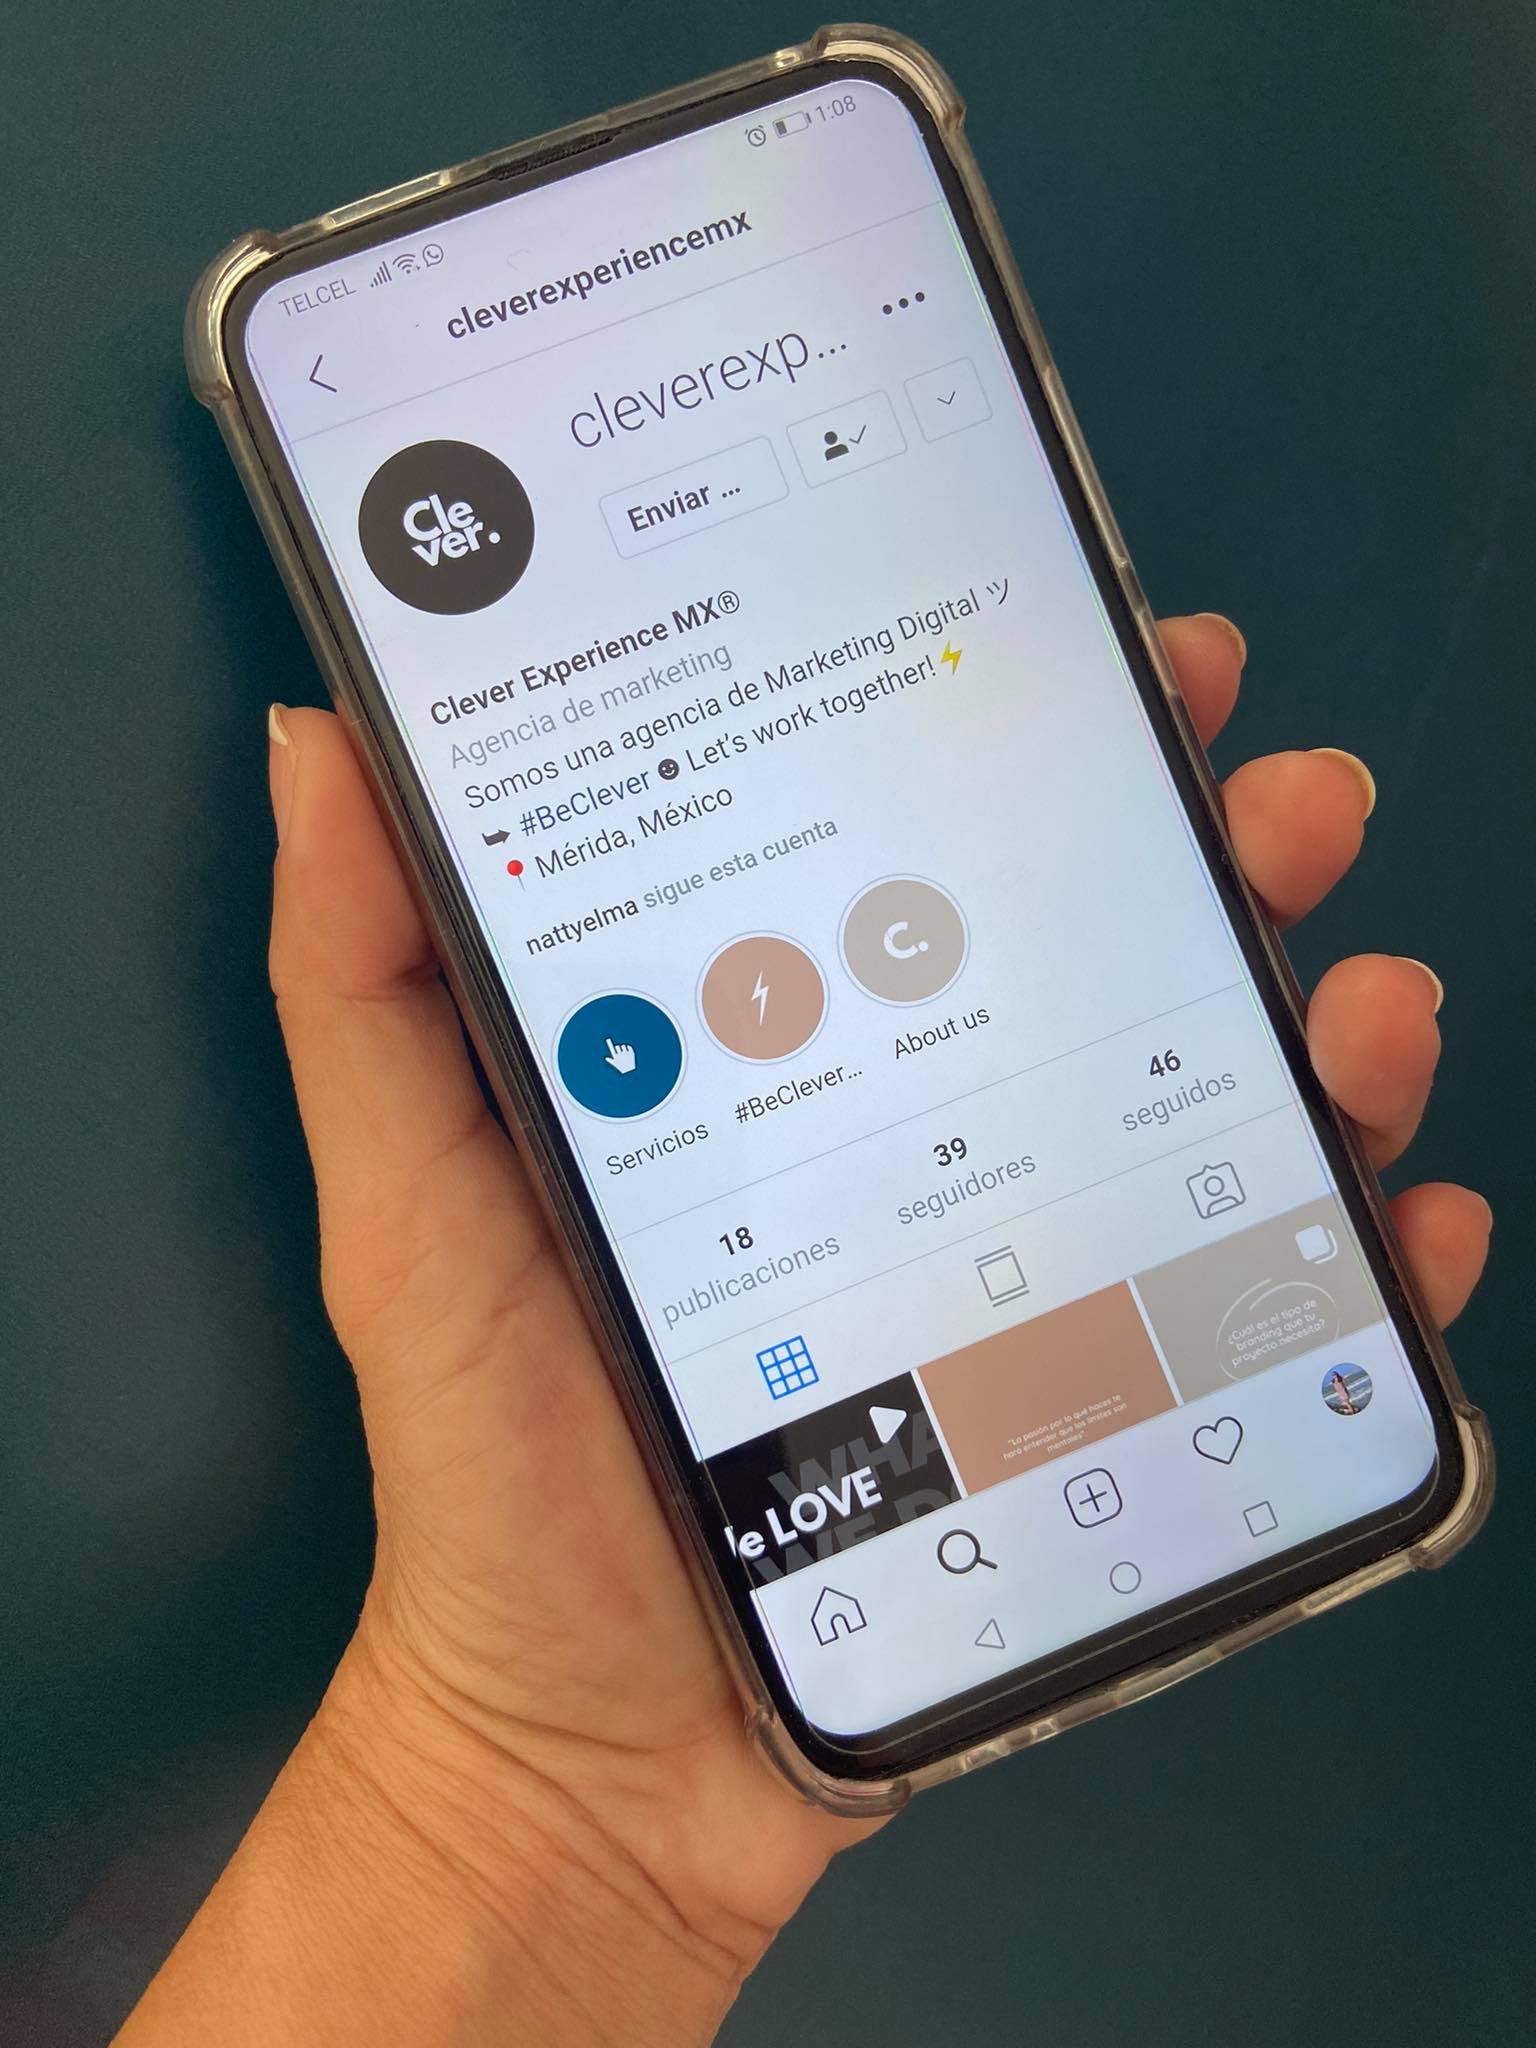 TELCEL
1:08
cleverexperiencemx
cleverexp...
Enviar ...
Cle
ver.
Clever Experience MX®
Agencia de marketing
Somos una agencia de Marketing Digital ツ
➥ #BeClever ☻ Let's work together!⚡
📍 Mérida, México
nattyelma sigue esta cuenta
C.
Servicios
#BeClever...
About us
18
publicaciones
39
seguidores
46
seguidos
WHA
WE DO
e LOVE
"La pasión por lo que haces te
hará entender que los límites son
mentales"
¿Cuál es el tipo de
branding que tu
proyecto necesita?